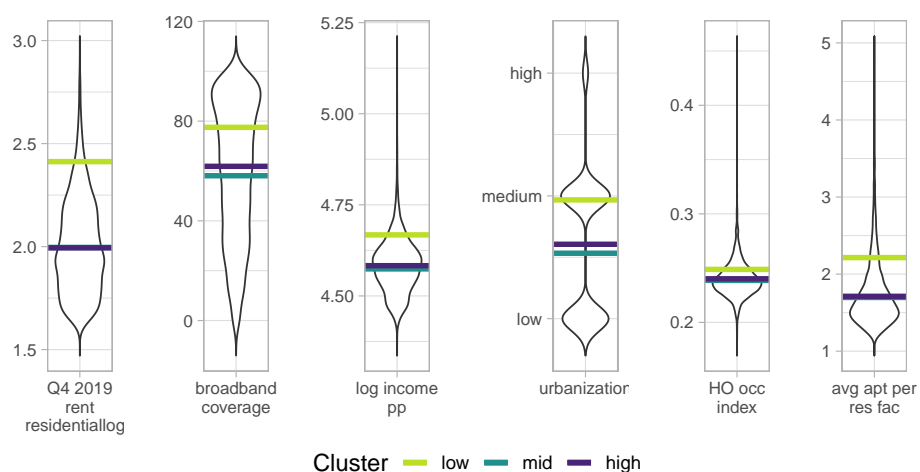 3.0
2.5
2.0
1.5
Q4 2019
rent
residentiallog
120
80
40
0
broadband
coverage
5.25
5.00
4.75
4.50
log income
pp
high
medium
low
urbanization
0.4
0.3
0.2
HO occ
index
5
4
3
2
1
avg apt per
res fac
Cluster low mid high